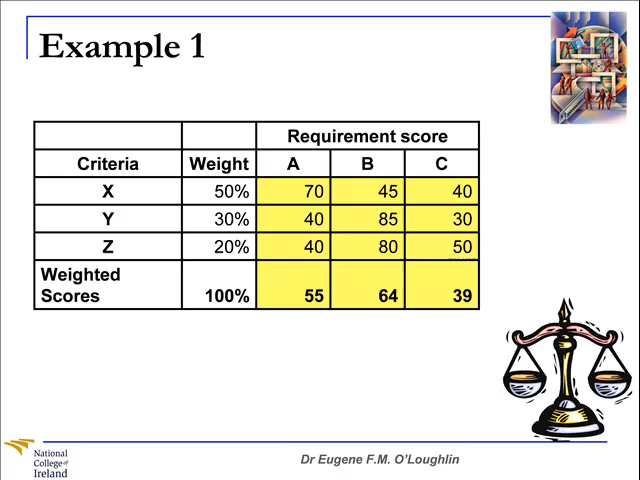 Example 1
Requirement score
Criteria Weight A B C
X 50% 70 45 40
Y 30% 40 85 30
Z 20% 40 80 50
Weighted
Scores 100% 55 64 39
National
College of
Ireland
Dr Eugene F.M. O'Loughlin